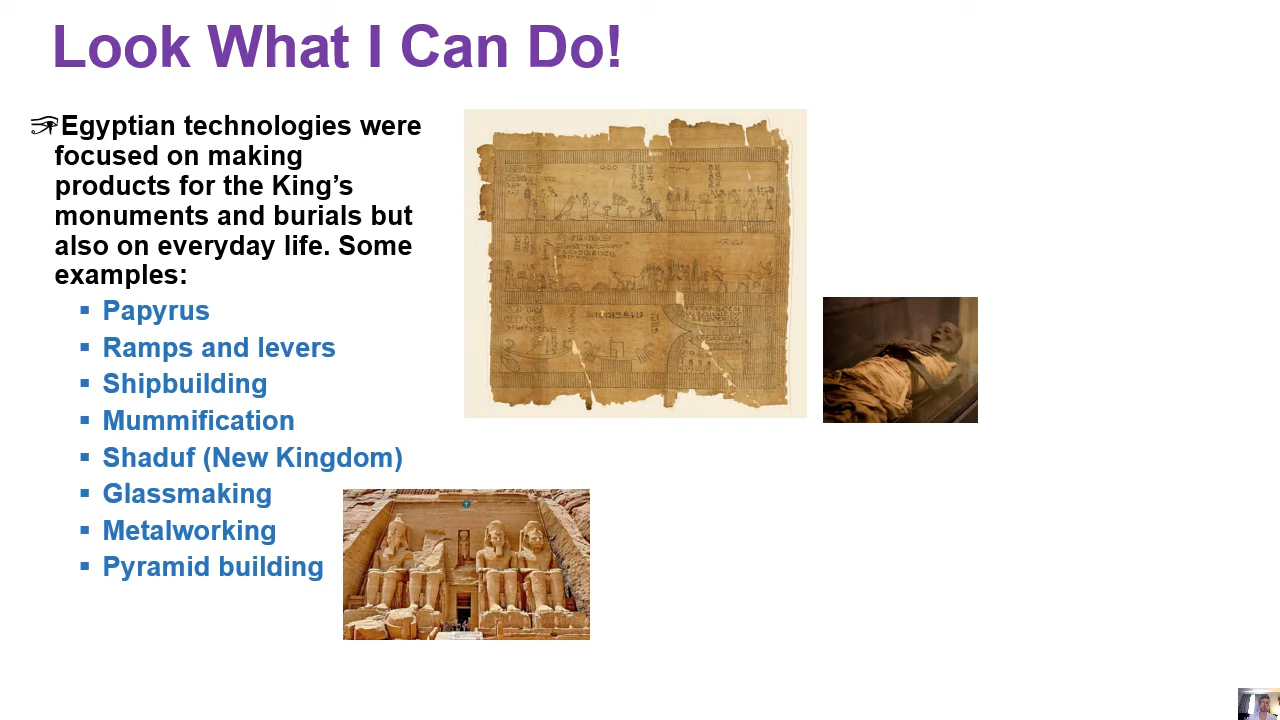 Look What I Can Do!
Egyptian technologies were
focused on making
products for the King’s
monuments and burials but
also on everyday life. Some
examples:
Papyrus
Ramps and levers
Shipbuilding
Mummification
Shaduf (New Kingdom)
Glassmaking
Metalworking
Pyramid building